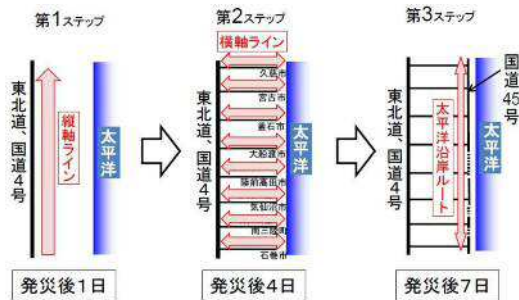 第1ステップ
東北道、国道4号
縦軸ライン
太平洋
発災後1日
第2ステップ
横軸ライン
東北道、国道4号
久慈市
宮古市
釜石市
大船渡市
陸前高田市
気仙沼市
南三陸町
石巻市
太平洋
発災後4日
第3ステップ
東北道、国道4号
太平洋沿岸ルート
国道45号
太平洋
発災後7日